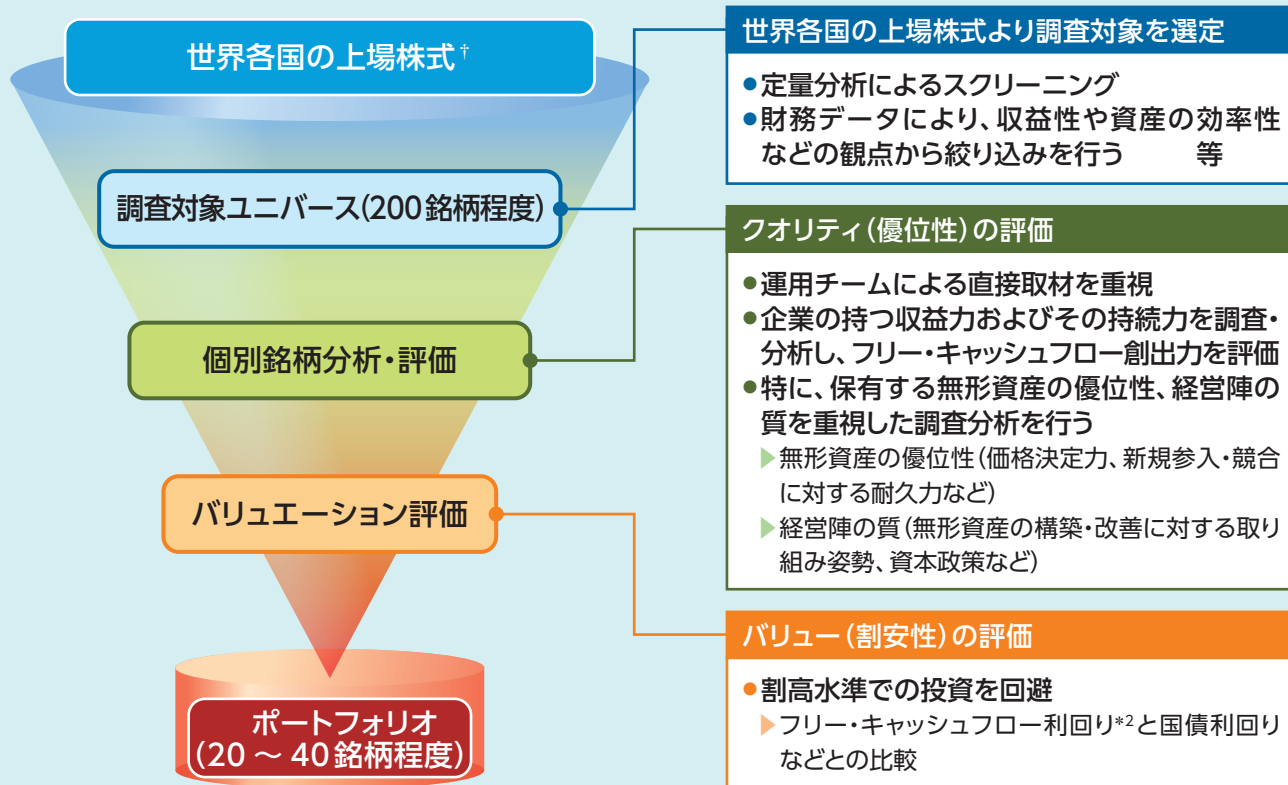 世界各国の上場株式†
調査対象ユニバース(200銘柄程度)
個別銘柄分析・評価
バリュエーション評価
ポートフォリオ
(20 ～ 40銘柄程度)
世界各国の上場株式より調査対象を選定
●定量分析によるスクリーニング
●財務データにより、収益性や資産の効率性
などの観点から絞り込みを行う 等
クオリティ(優位性)の評価
●運用チームによる直接取材を重視
●企業の持つ収益力およびその持続力を調査・
分析し、フリー・キャッシュフロー創出力を評価
●特に、保有する無形資産の優位性、経営陣の
質を重視した調査分析を行う
▶無形資産の優位性(価格決定力、新規参入・競合
に対する耐久力など)
▶経営陣の質(無形資産の構築・改善に対する取り
組み姿勢、資本政策など)
バリュー(割安性)の評価
●割高水準での投資を回避
▶フリー・キャッシュフロー利回り*2と国債利回り
などとの比較